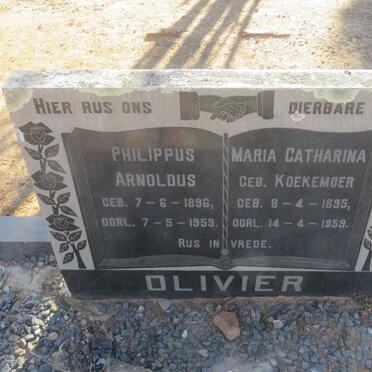 HIER RUS ONS DIERBARE
PHILIPPUS
ARNOLDUS
GEB. 7-6-1896,
OORL. 7-5-1959.
MARIA CATHARINA
GEB. KOEKEMOER
GEB. 8-4-1895,
OORL. 14-4-1959.
RUS IN VREDE.
OLIVIER